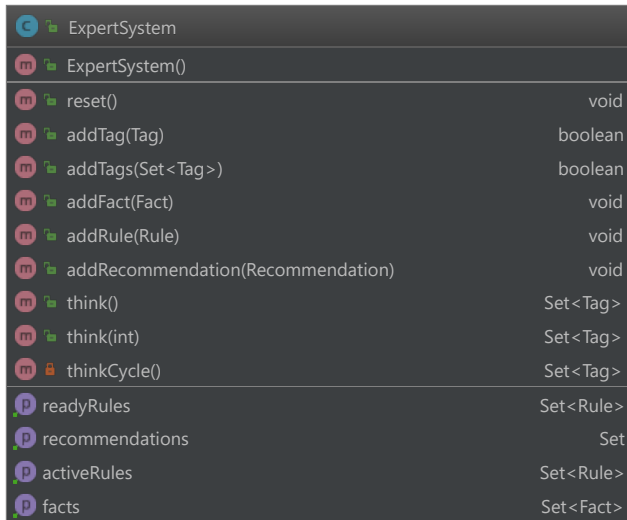 C ExpertSystem
m ExpertSystem()
m reset() void
m addTag(Tag) boolean
m addTags(Set<Tag>) boolean
m addFact(Fact) void
m addRule(Rule) void
m addRecommendation(Recommendation) void
m think() Set<Tag>
m think(int) Set<Tag>
m thinkCycle() Set<Tag>
p readyRules Set<Rule>
p recommendations Set
p activeRules Set<Rule>
p facts Set<Fact>